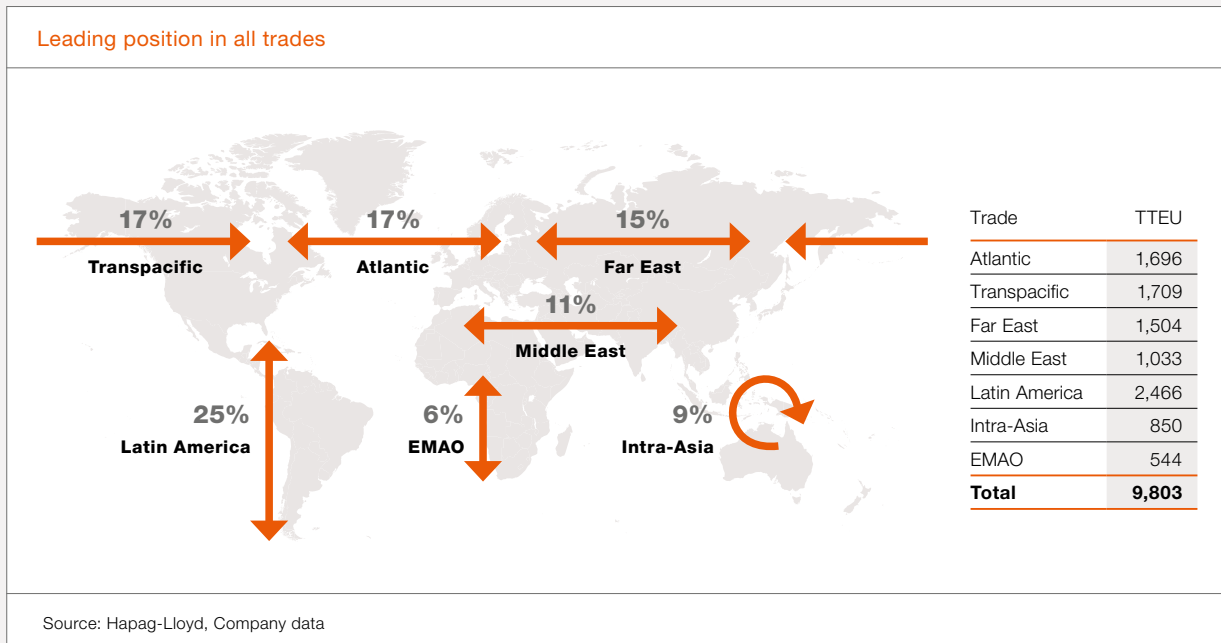 Leading position in all trades
17%
Transpacific
17%
Atlantic
15%
Far East
11%
Middle East
25%
Latin America
6%
EMAO
9%
Intra-Asia
Trade TTEU
Atlantic 1,696
Transpacific 1,709
Far East 1,504
Middle East 1,033
Latin America 2,466
Intra-Asia 850
EMAO 544
Total 9,803
Source: Hapag-Lloyd, Company data